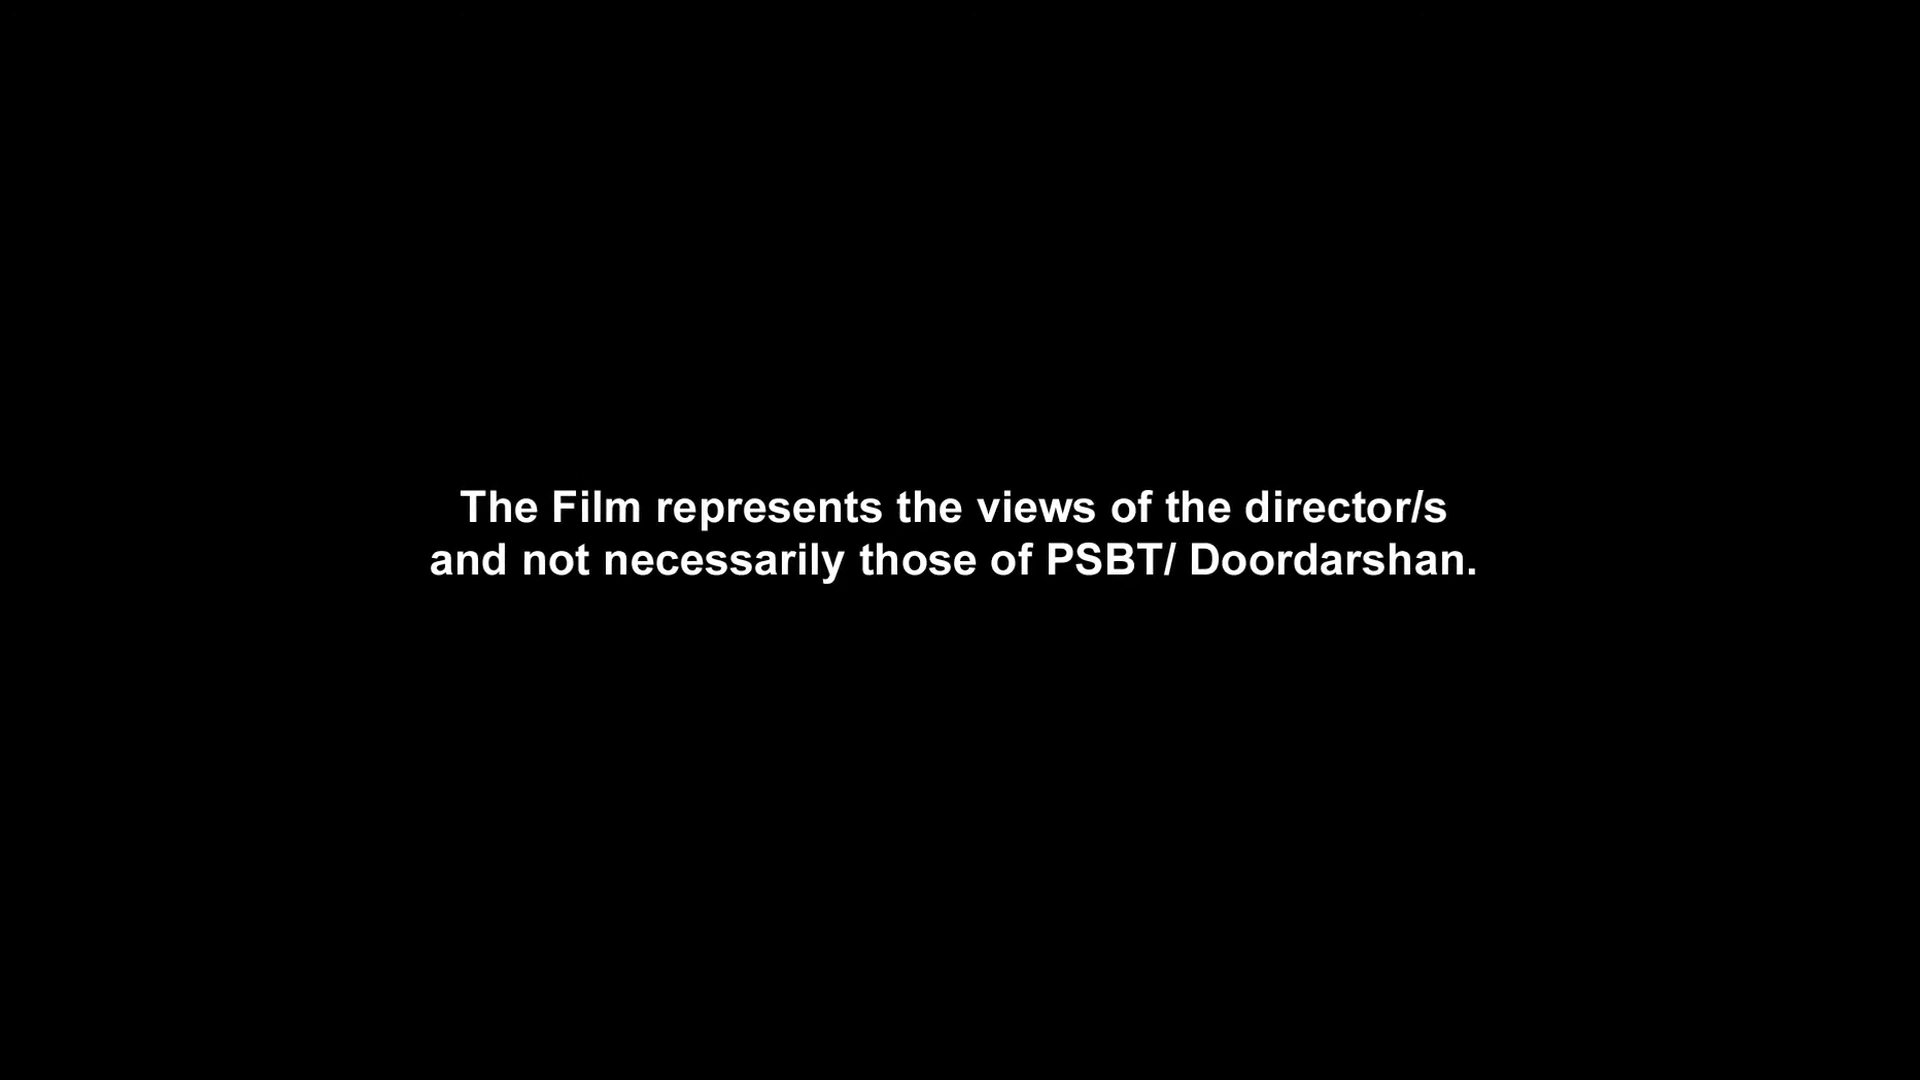 The Film represents the views of the director/s
and not necessarily those of PSBT/ Doordarshan.